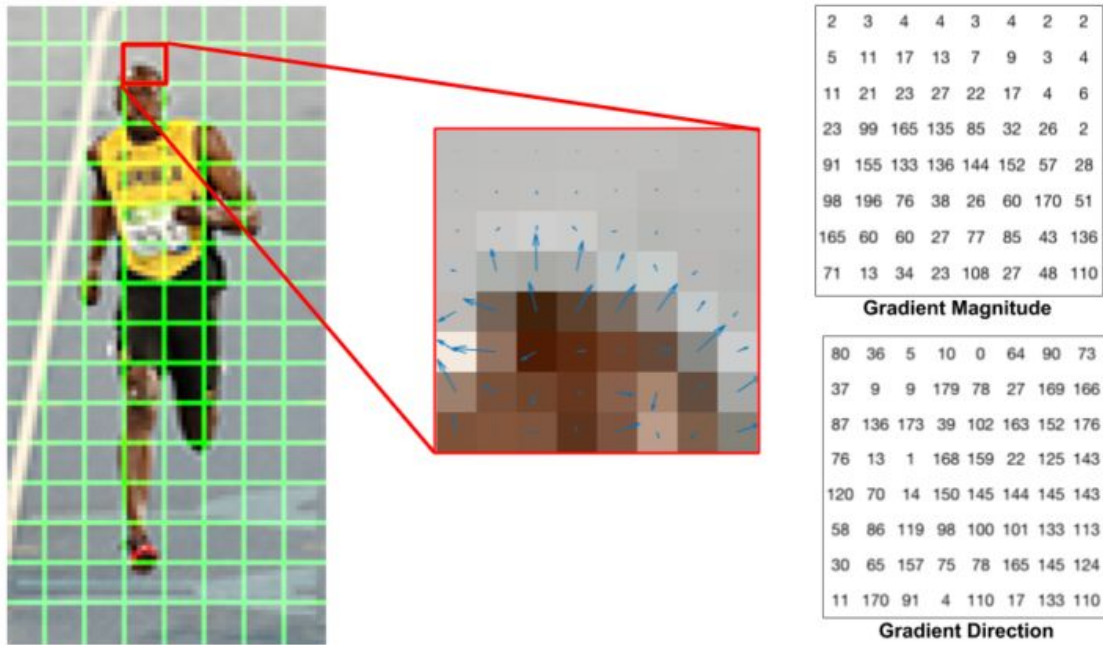 2 3 4 4 3 4 2 2
5 11 17 13 7 9 3 4
11 21 23 27 22 17 4 6
23 99 165 135 85 32 26 2
91 155 133 136 144 152 57 28
98 196 76 38 26 60 170 51
165 60 60 27 77 85 43 136
71 13 34 23 108 27 48 110
Gradient Magnitude
80 36 5 10 0 64 90 73
37 9 9 179 78 27 169 166
87 136 173 39 102 163 152 176
76 13 1 168 159 22 125 143
120 70 14 150 145 144 145 143
58 86 119 98 100 101 133 113
30 65 157 75 78 165 145 124
11 170 91 4 110 17 133 110
Gradient Direction